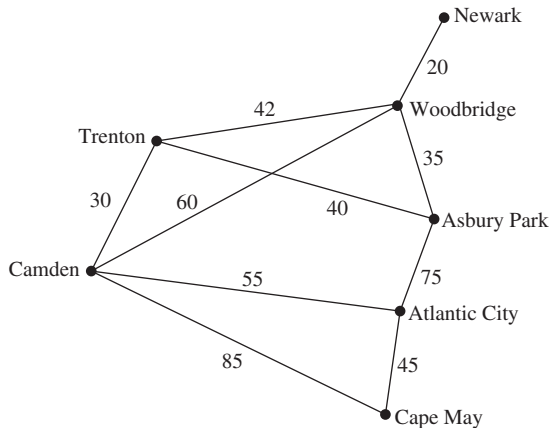 Newark
20
Woodbridge
42
Trenton
35
30
60
40
Asbury Park
Camden
55
75
Atlantic City
85
45
Cape May